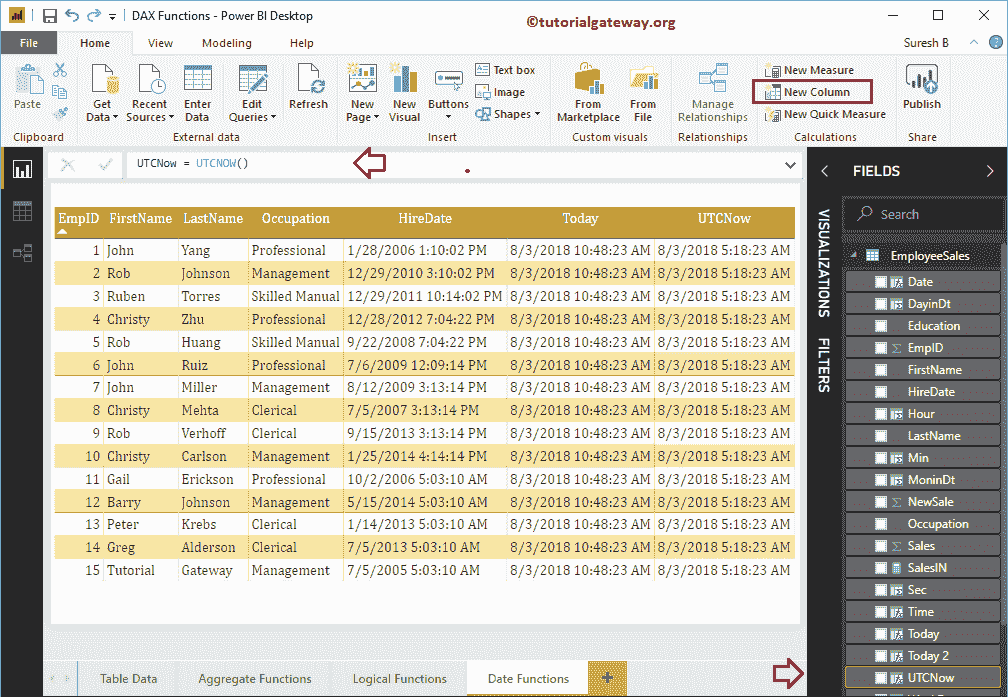 DAX Functions - Power BI Desktop
©tutorialgateway.org
File Home View Modeling Help Suresh B
Paste
Get Data
Recent Sources
Enter Data
Edit Queries
Refresh
New Page
New Visual
Buttons
Text box
Image
Shapes
From Marketplace
From File
Manage Relationships
New Measure
New Column
New Quick Measure
Publish
Clipboard External data Insert Custom visuals Relationships Calculations Share
UTCNow = UTCNOW()
EmpID FirstName LastName Occupation HireDate Today UTCNow
1 John Yang Professional 1/28/2006 1:10:02 PM 8/3/2018 10:48:23 AM 8/3/2018 5:18:23 AM
2 Rob Johnson Management 12/29/2010 3:10:02 PM 8/3/2018 10:48:23 AM 8/3/2018 5:18:23 AM
3 Ruben Torres Skilled Manual 12/29/2011 10:14:02 PM 8/3/2018 10:48:23 AM 8/3/2018 5:18:23 AM
4 Christy Zhu Professional 12/28/2012 7:04:22 PM 8/3/2018 10:48:23 AM 8/3/2018 5:18:23 AM
5 Rob Huang Skilled Manual 9/22/2008 7:04:22 PM 8/3/2018 10:48:23 AM 8/3/2018 5:18:23 AM
6 John Ruiz Professional 7/6/2009 12:09:14 PM 8/3/2018 10:48:23 AM 8/3/2018 5:18:23 AM
7 John Miller Management 8/12/2009 3:13:14 PM 8/3/2018 10:48:23 AM 8/3/2018 5:18:23 AM
8 Christy Mehta Clerical 7/5/2007 3:13:14 PM 8/3/2018 10:48:23 AM 8/3/2018 5:18:23 AM
9 Rob Verhoff Clerical 9/15/2013 3:13:14 PM 8/3/2018 10:48:23 AM 8/3/2018 5:18:23 AM
10 Christy Carlson Management 1/25/2014 4:14:14 PM 8/3/2018 10:48:23 AM 8/3/2018 5:18:23 AM
11 Gail Erickson Professional 10/2/2006 5:03:10 AM 8/3/2018 10:48:23 AM 8/3/2018 5:18:23 AM
12 Barry Johnson Management 5/15/2014 5:03:10 AM 8/3/2018 10:48:23 AM 8/3/2018 5:18:23 AM
13 Peter Krebs Clerical 1/14/2013 5:03:10 AM 8/3/2018 10:48:23 AM 8/3/2018 5:18:23 AM
14 Greg Alderson Clerical 7/5/2013 5:03:10 AM 8/3/2018 10:48:23 AM 8/3/2018 5:18:23 AM
15 Tutorial Gateway Management 7/5/2005 5:03:10 AM 8/3/2018 10:48:23 AM 8/3/2018 5:18:23 AM
Table Data Aggregate Functions Logical Functions Date Functions +
VISUALIZATIONS
FILTERS
FIELDS
Search
EmployeeSales
Date
DayinDt
Education
EmpID
FirstName
HireDate
Hour
LastName
Min
MoninDt
NewSale
Occupation
Sales
SalesIN
Sec
Time
Today
Today 2
UTCNow